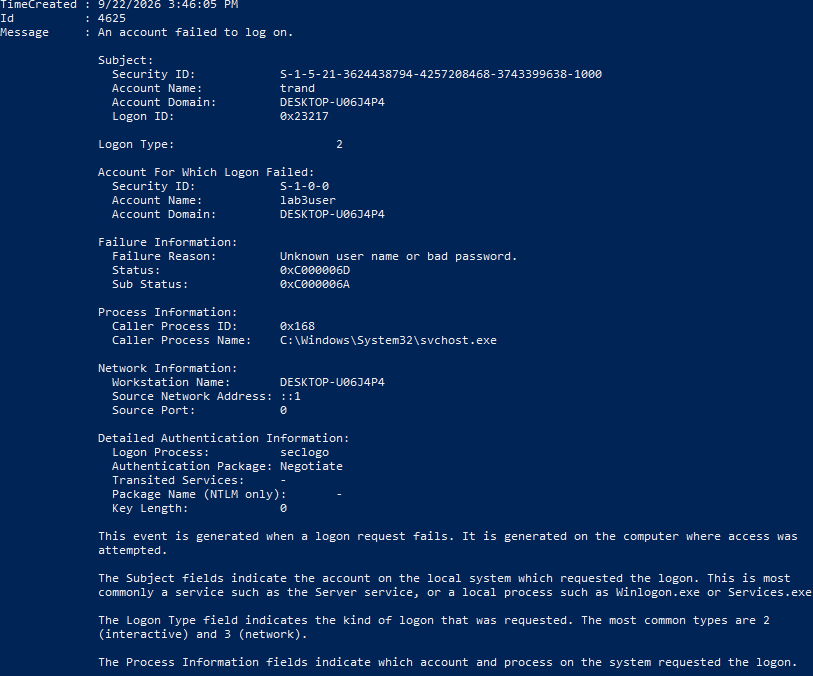 TimeCreated : 9/22/2026 3:46:05 PM
Id          : 4625
Message     : An account failed to log on.
Subject:
Security ID: S-1-5-21-3624438794-4257208468-3743399638-1000
Account Name: trand
Account Domain: DESKTOP-U06J4P4
Logon ID: 0x23217
Logon Type: 2
Account For Which Logon Failed:
Security ID: S-1-0-0
Account Name: lab3user
Account Domain: DESKTOP-U06J4P4
Failure Information:
Failure Reason: Unknown user name or bad password.
Status: 0xC000006D
Sub Status: 0xC000006A
Process Information:
Caller Process ID: 0x168
Caller Process Name: C:\Windows\System32\svchost.exe
Network Information:
Workstation Name: DESKTOP-U06J4P4
Source Network Address: ::1
Source Port: 0
Detailed Authentication Information:
Logon Process: seclogo
Authentication Package: Negotiate
Transited Services: -
Package Name (NTLM only): -
Key Length: 0
This event is generated when a logon request fails. It is generated on the computer where access was
attempted.
The Subject fields indicate the account on the local system which requested the logon. This is most
commonly a service such as the Server service, or a local process such as Winlogon.exe or Services.exe
The Logon Type field indicates the kind of logon that was requested. The most common types are 2
(interactive) and 3 (network).
The Process Information fields indicate which account and process on the system requested the logon.